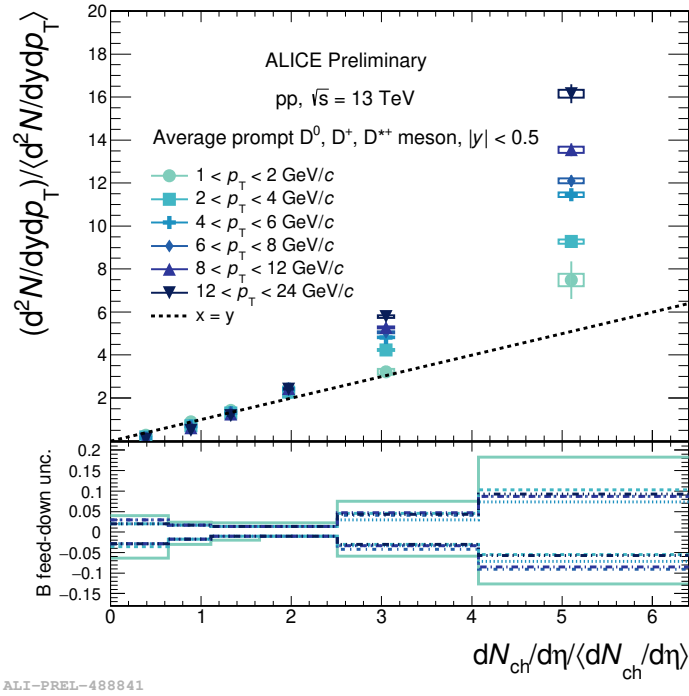 (d²N/dydp_T)/⟨d²N/dydp_T⟩
20
18
16
14
12
10
8
6
4
2
ALICE Preliminary
pp, √s = 13 TeV
Average prompt D⁰, D⁺, D*⁺ meson, |y| < 0.5
1 < p_T < 2 GeV/c
2 < p_T < 4 GeV/c
4 < p_T < 6 GeV/c
6 < p_T < 8 GeV/c
8 < p_T < 12 GeV/c
12 < p_T < 24 GeV/c
x = y
B feed-down unc.
0.2
0.15
0.1
0.05
0
−0.05
−0.1
−0.15
0 1 2 3 4 5 6
dN_ch/dη/⟨dN_ch/dη⟩
ALI-PREL-488841